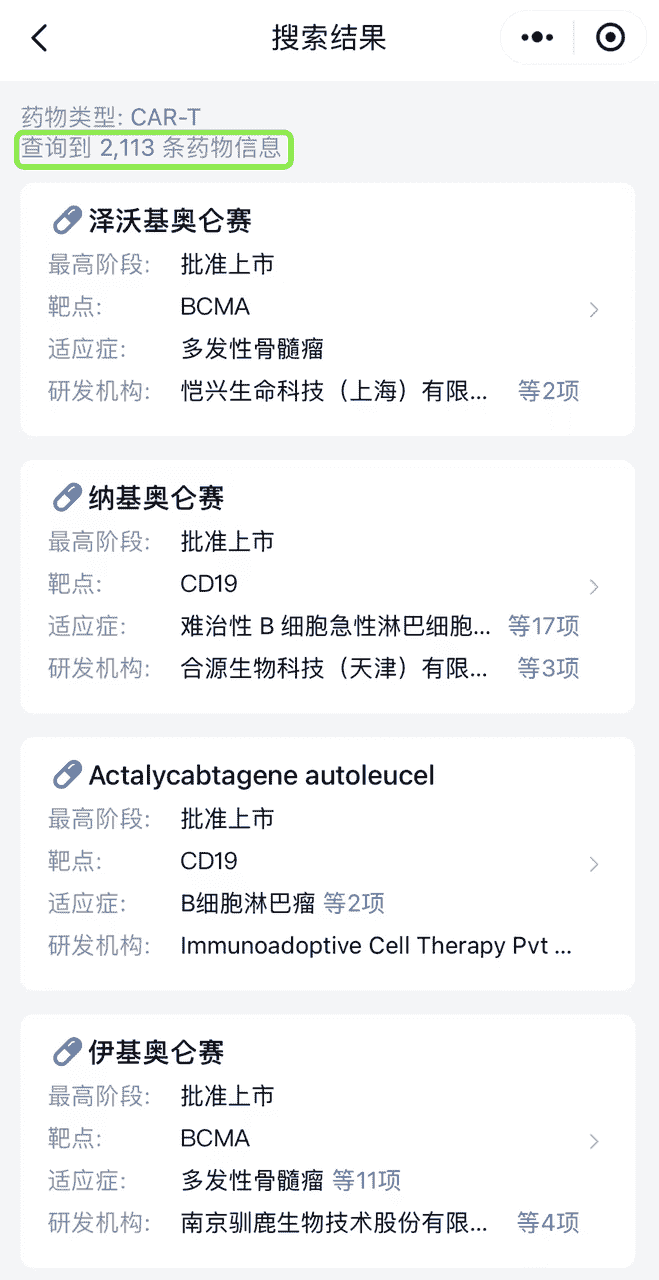 搜索结果
药物类型: CAR-T
查询到 2,113 条药物信息
泽沃基奥仑赛
最高阶段: 批准上市
靶点: BCMA
适应症: 多发性骨髓瘤
研发机构: 恺兴生命科技（上海）有限... 等2项
纳基奥仑赛
最高阶段: 批准上市
靶点: CD19
适应症: 难治性 B 细胞急性淋巴细胞... 等17项
研发机构: 合源生物科技（天津）有限... 等3项
Actalycabtagene autoleucel
最高阶段: 批准上市
靶点: CD19
适应症: B细胞淋巴瘤 等2项
研发机构: Immunoadoptive Cell Therapy Pvt ...
伊基奥仑赛
最高阶段: 批准上市
靶点: BCMA
适应症: 多发性骨髓瘤 等11项
研发机构: 南京驯鹿生物技术股份有限... 等4项